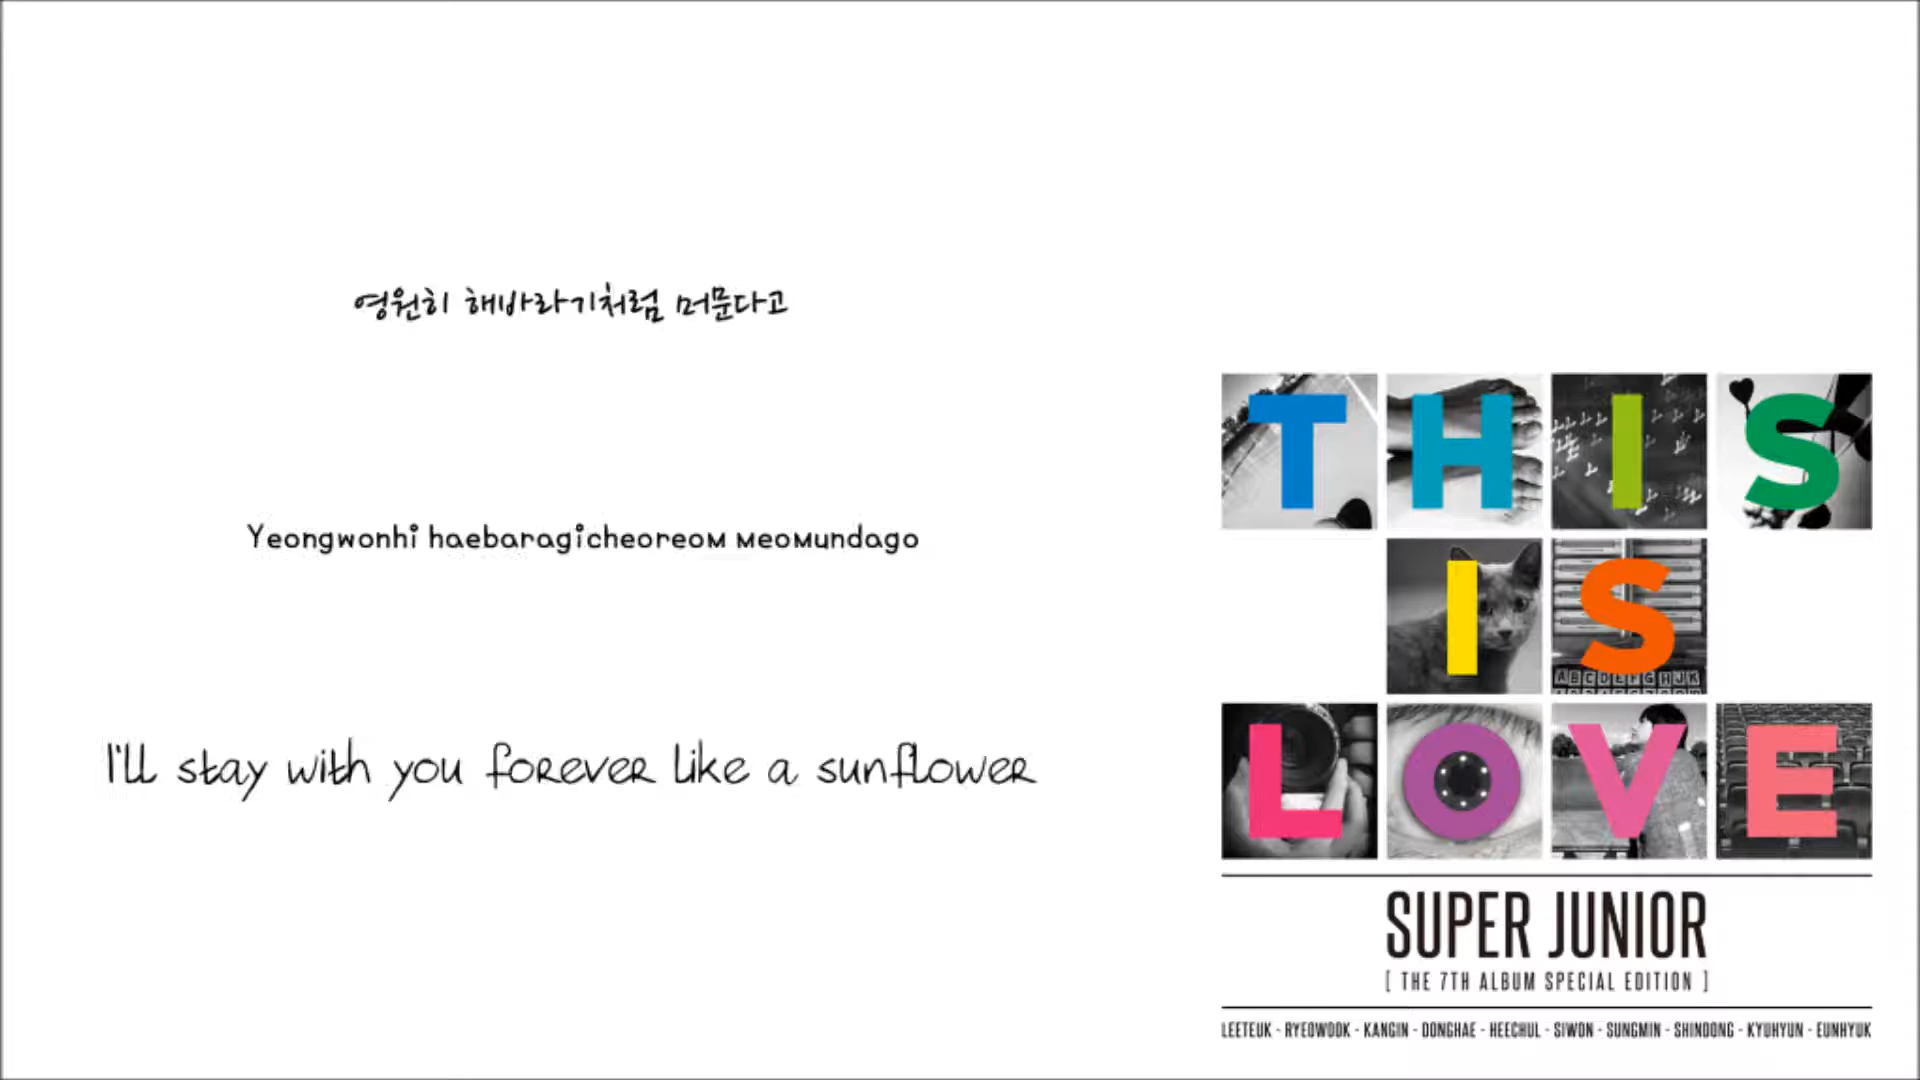 영원히 해바라기처럼 머문다고
Yeongwonhi haebaragicheoreom meomundago
I'll stay with you forever like a sunflower
THIS
IS
ABCDEFGHJK
LOVE
SUPER JUNIOR
[ THE 7TH ALBUM SPECIAL EDITION ]
LEETEUK - RYEOWOOK - KANGIN - DONGHAE - HEECHUL - SIWON - SUNGMIN - SHINDONG - KYUHYUN - EUNHYUK